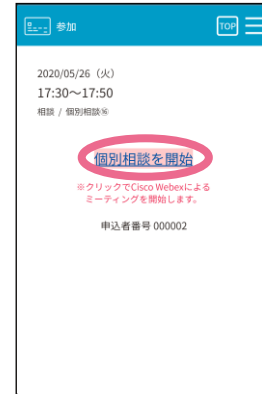 参加
TOP
2020/05/26（火）
17:30～17:50
相談 / 個別相談⑯
個別相談を開始
※クリックでCisco Webexによる
ミーティングを開始します。
申込者番号 000002